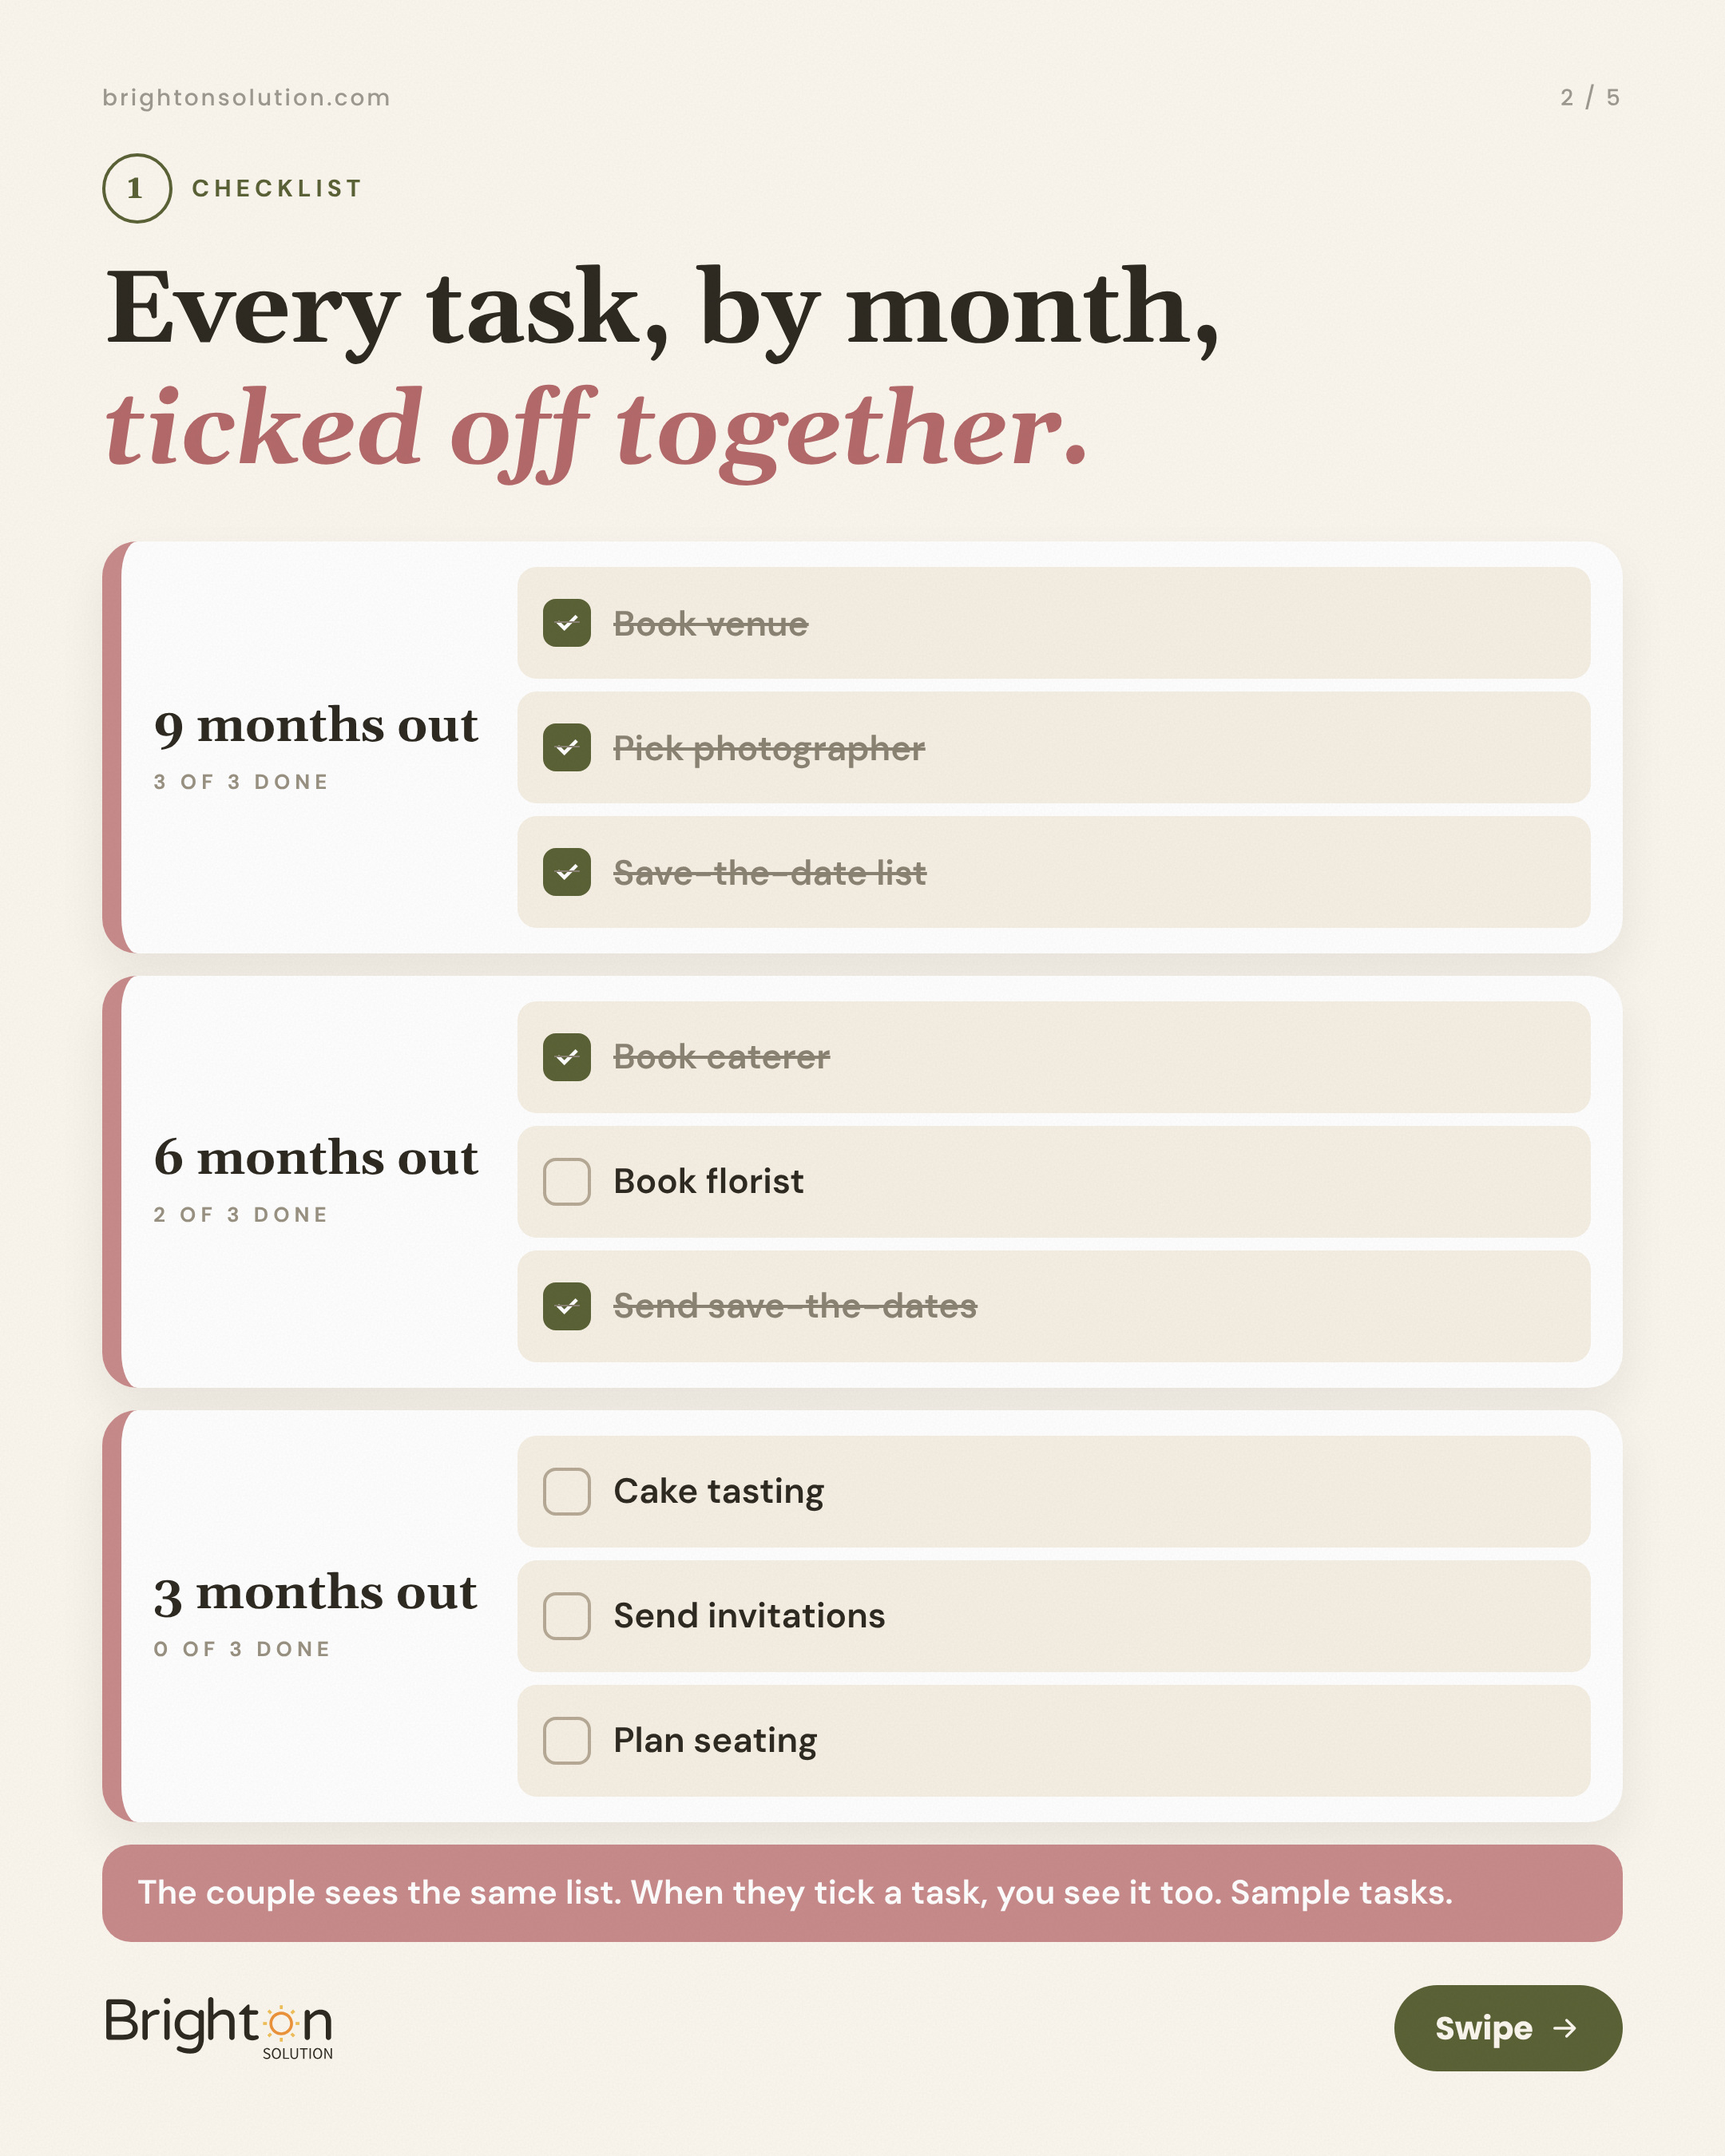 brightonsolution.com
2 / 5
1
CHECKLIST
Every task, by month,
ticked off together.
9 months out
3 OF 3 DONE
Book venue
Pick photographer
Save-the-date list
6 months out
2 OF 3 DONE
Book caterer
Book florist
Send save-the-dates
3 months out
0 OF 3 DONE
Cake tasting
Send invitations
Plan seating
The couple sees the same list. When they tick a task, you see it too. Sample tasks.
Brighton
SOLUTION
Swipe →